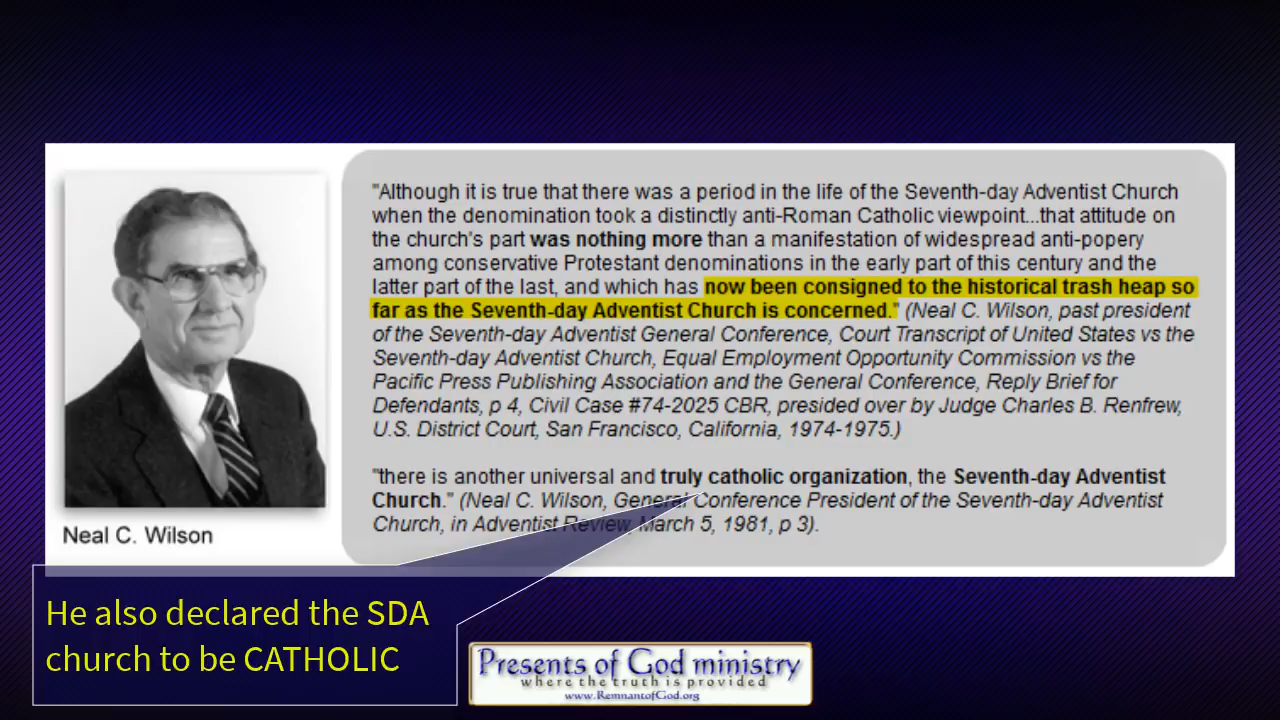 "Although it is true that there was a period in the life of the Seventh-day Adventist Church
when the denomination took a distinctly anti-Roman Catholic viewpoint...that attitude on
the church's part was nothing more than a manifestation of widespread anti-popery
among conservative Protestant denominations in the early part of this century and the
latter part of the last, and which has now been consigned to the historical trash heap so
far as the Seventh-day Adventist Church is concerned." (Neal C. Wilson, past president
of the Seventh-day Adventist General Conference, Court Transcript of United States vs the
Seventh-day Adventist Church, Equal Employment Opportunity Commission vs the
Pacific Press Publishing Association and the General Conference, Reply Brief for
Defendants, p 4, Civil Case #74-2025 CBR, presided over by Judge Charles B. Renfrew,
U.S. District Court, San Francisco, California, 1974-1975.)
"there is another universal and truly catholic organization, the Seventh-day Adventist
Church." (Neal C. Wilson, General Conference President of the Seventh-day Adventist
Church, in Adventist Review, March 5, 1981, p 3).
Neal C. Wilson
He also declared the SDA
church to be CATHOLIC
Presents of God ministry
where the truth is provided
www.RemnantofGod.org